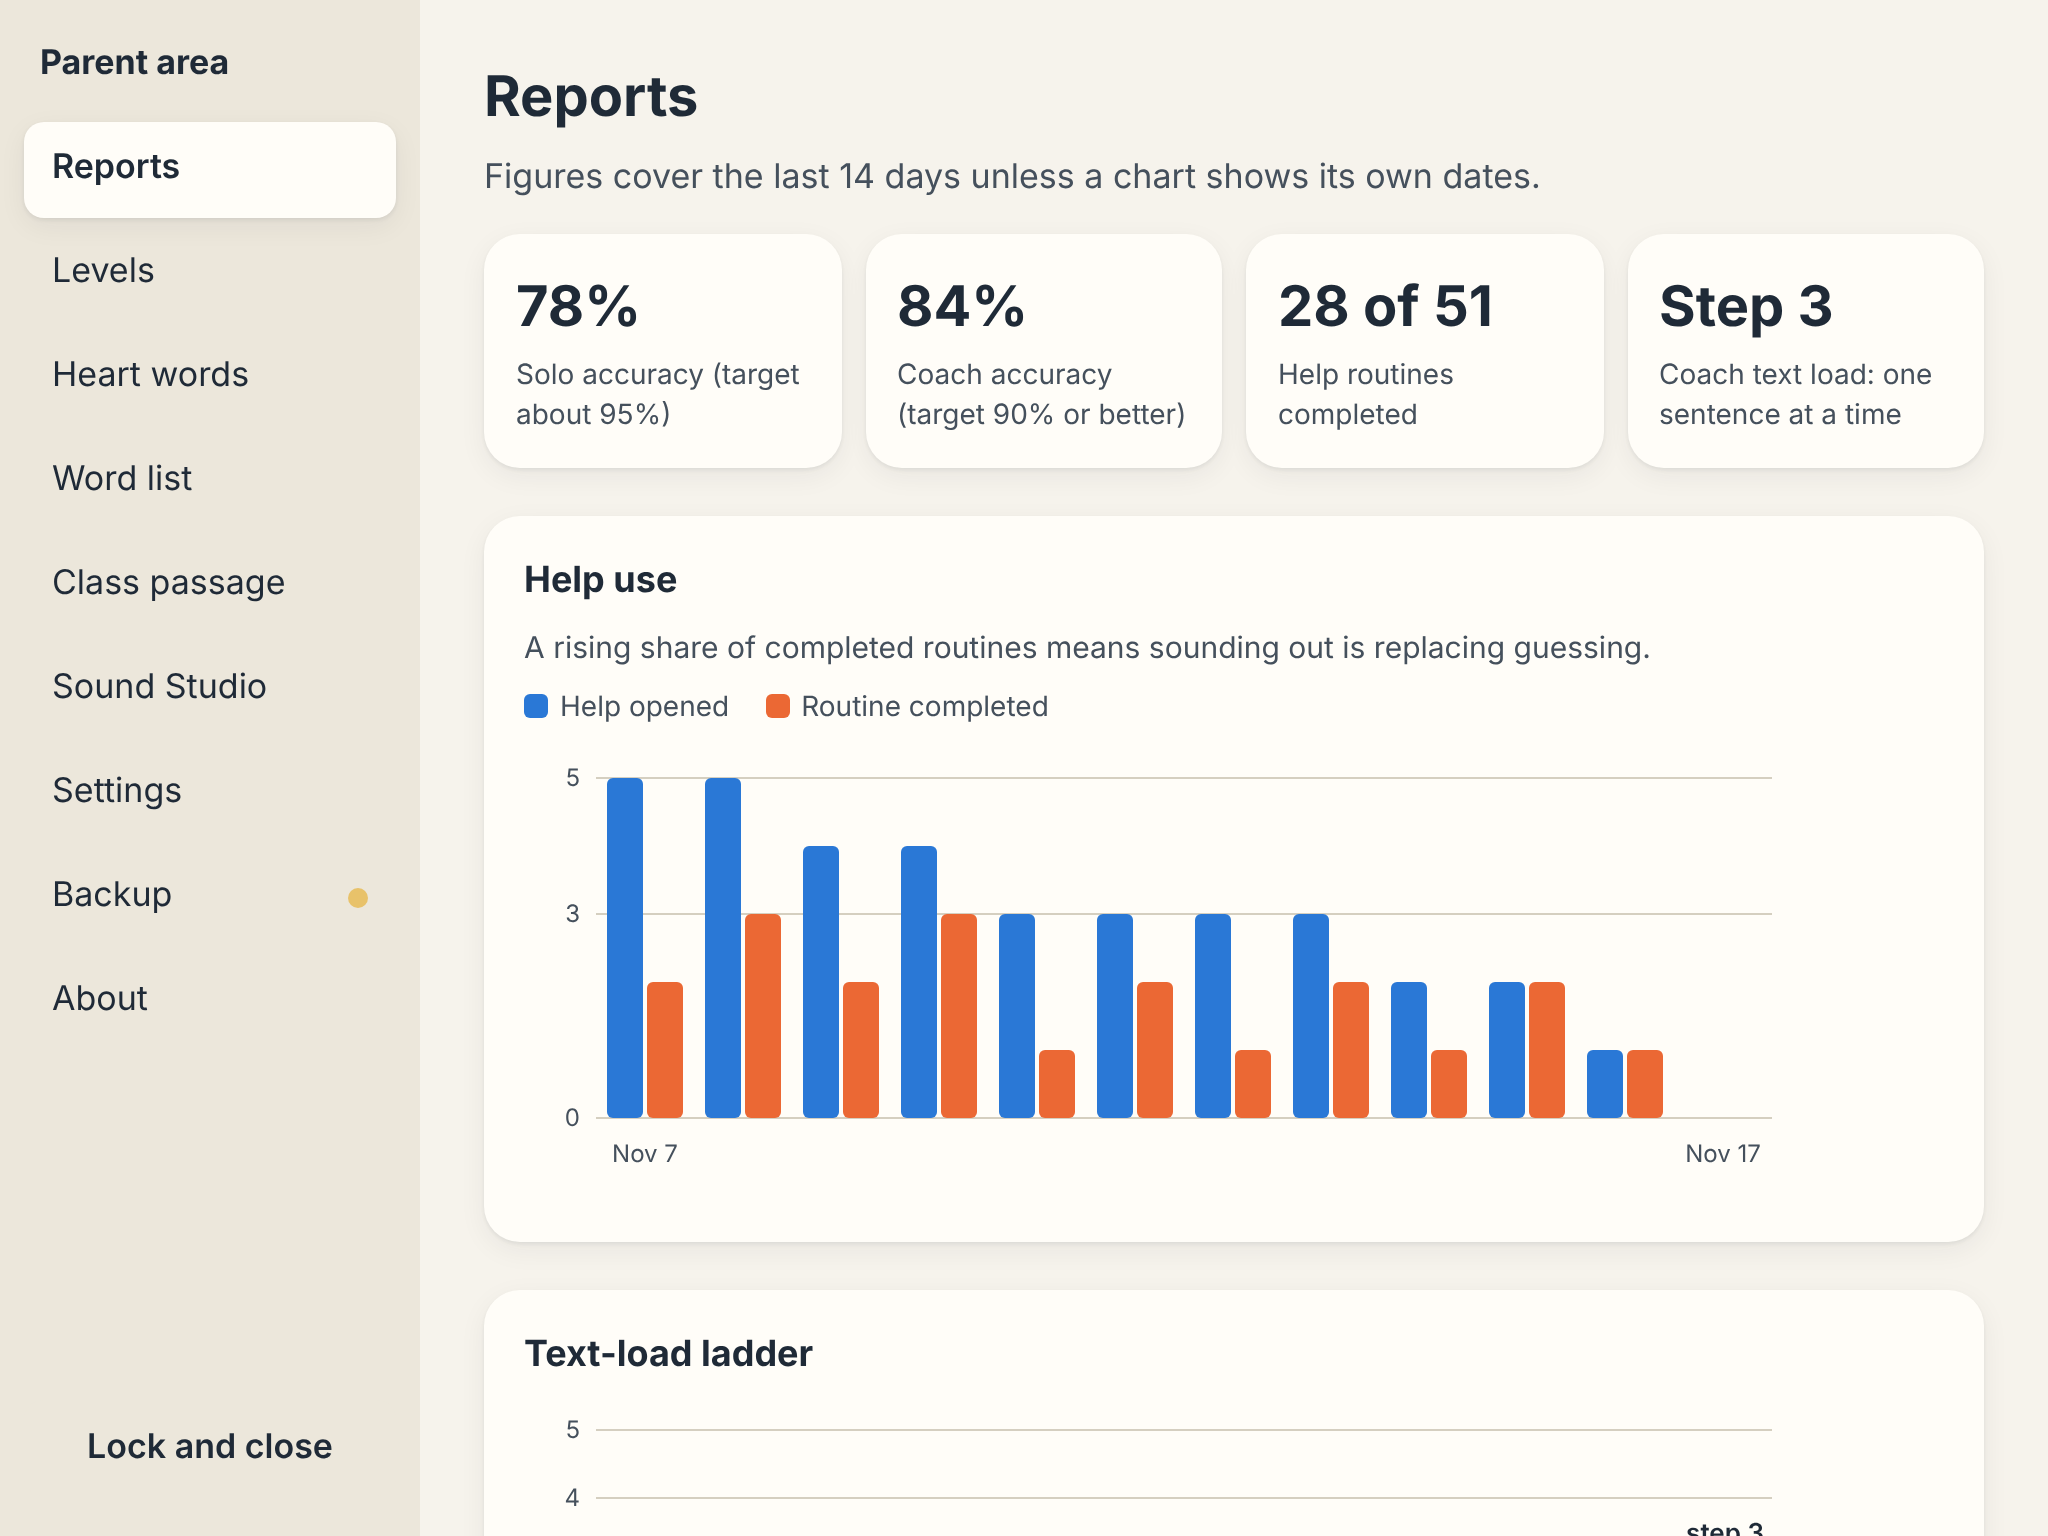 Parent area
Reports
Levels
Heart words
Word list
Class passage
Sound Studio
Settings
Backup
About
Lock and close
Reports
Figures cover the last 14 days unless a chart shows its own dates.
78%
Solo accuracy (target
about 95%)
84%
Coach accuracy
(target 90% or better)
28 of 51
Help routines
completed
Step 3
Coach text load: one
sentence at a time
Help use
A rising share of completed routines means sounding out is replacing guessing.
Help opened
Routine completed
5
3
0
Nov 7
Nov 17
Text-load ladder
5
4
step 3